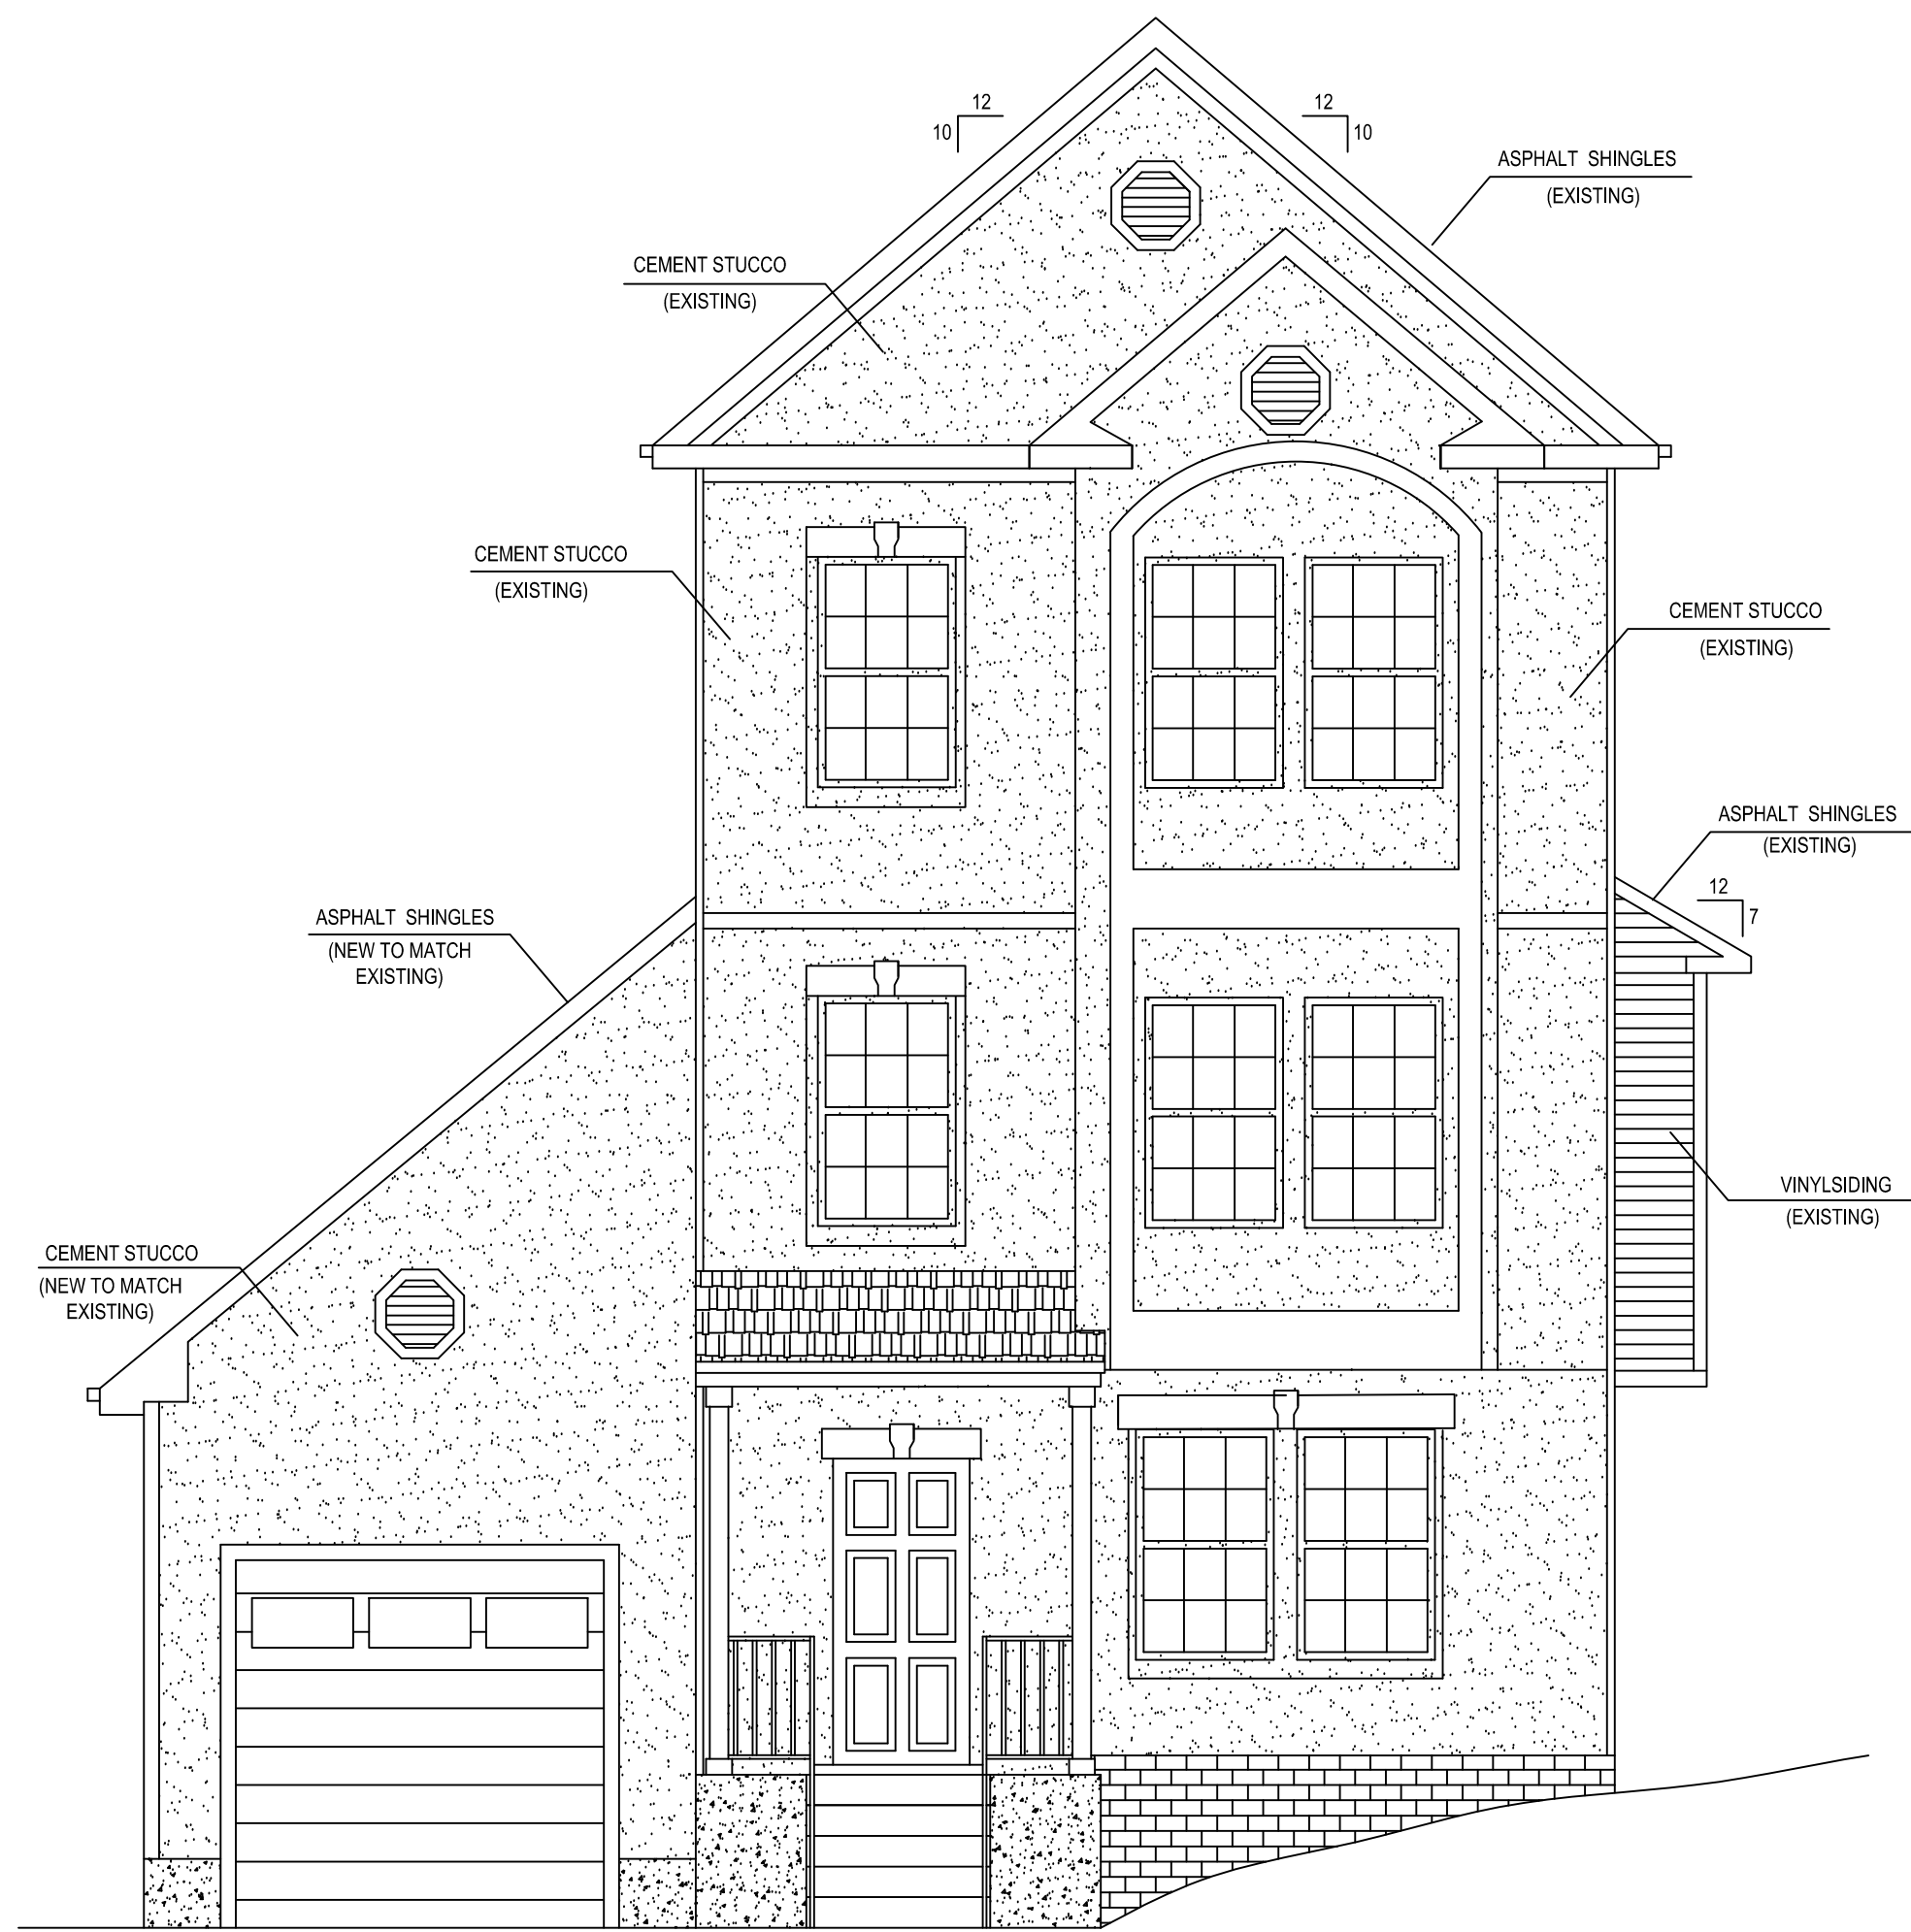 12
10
12
10
ASPHALT SHINGLES
(EXISTING)
CEMENT STUCCO
(EXISTING)
CEMENT STUCCO
(EXISTING)
CEMENT STUCCO
(EXISTING)
ASPHALT SHINGLES
(EXISTING)
12
7
ASPHALT SHINGLES
(NEW TO MATCH
EXISTING)
VINYLSIDING
(EXISTING)
CEMENT STUCCO
(NEW TO MATCH
EXISTING)